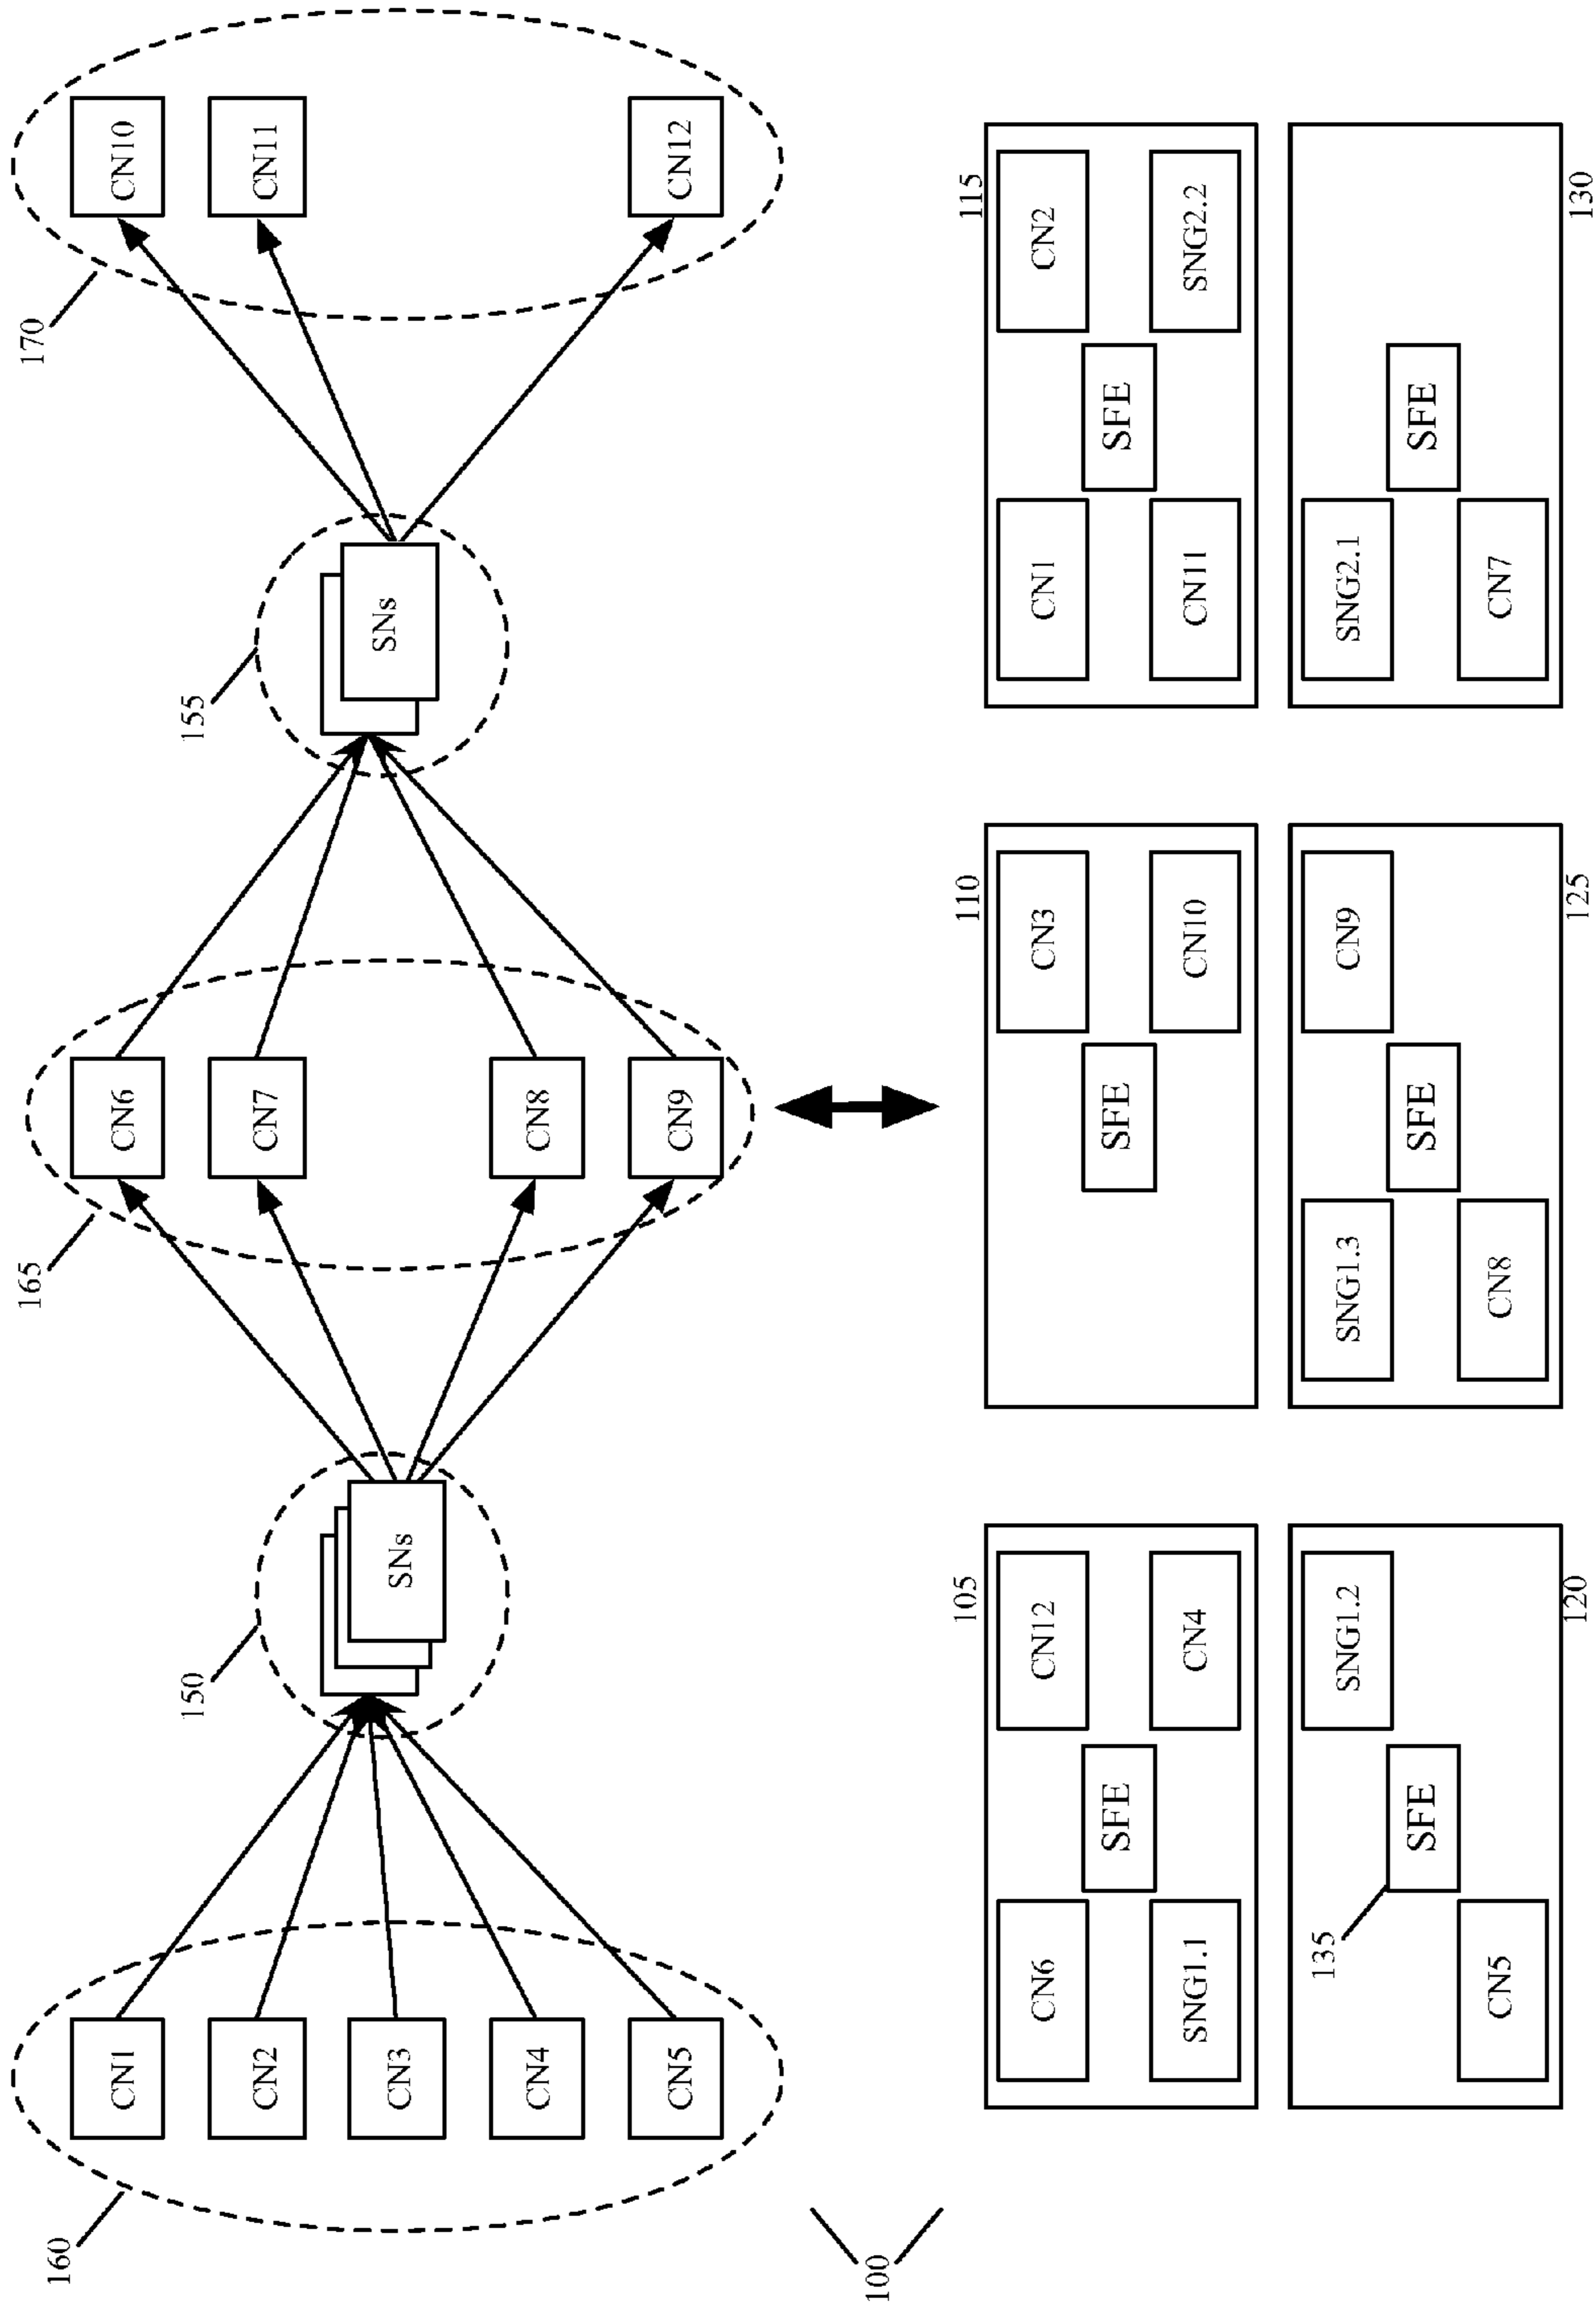 160
165
170
CN1
CN2
CN3
CN4
CN5
150
SNs
CN6
CN7
CN8
CN9
155
SNs
CN10
CN11
CN12
100
105
CN6
CN12
SFE
SNG1.1
CN4
110
CN3
SFE
CN10
115
CN1
CN2
SFE
CN11
SNG2.2
135
SNG1.2
SFE
CN5
120
SNG1.3
CN9
SFE
CN8
125
SNG2.1
SFE
CN7
130